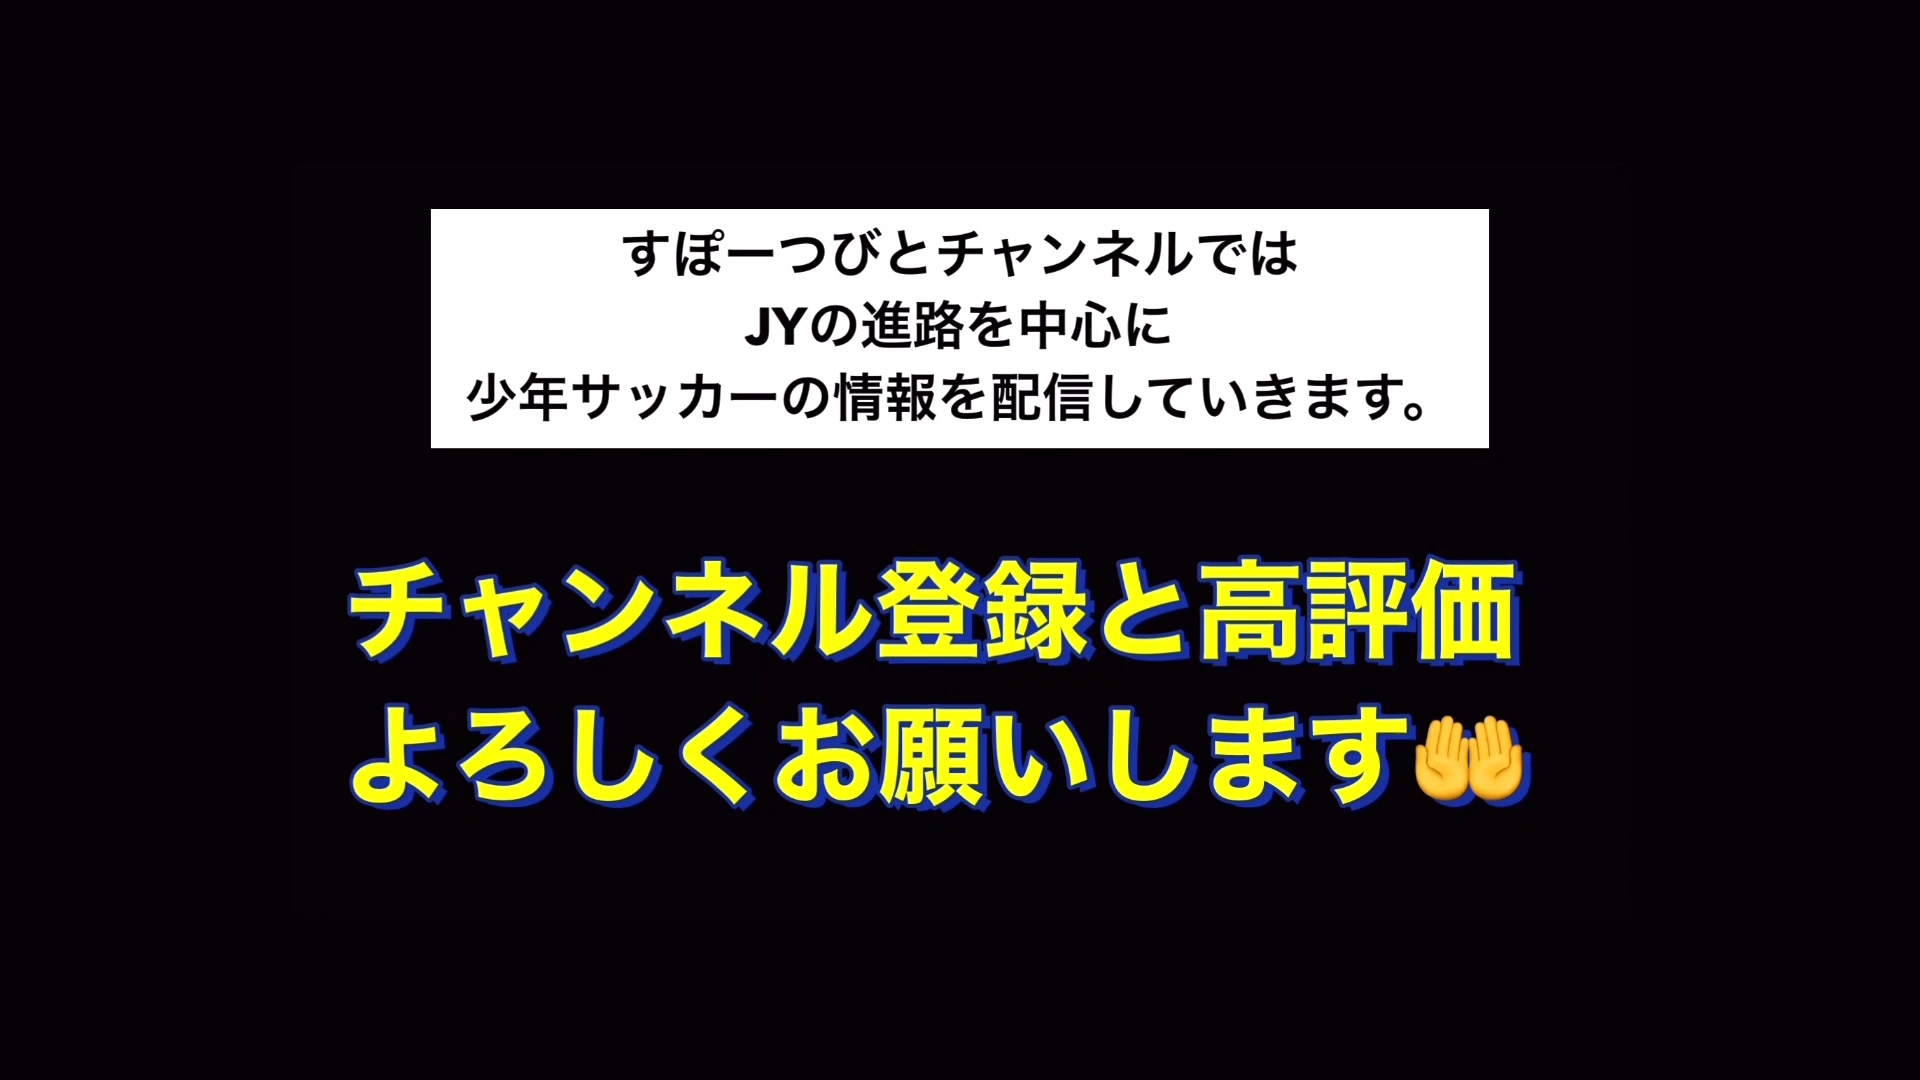 すぽーつびとチャンネルでは
JYの進路を中心に
少年サッカーの情報を配信していきます。
チャンネル登録と高評価
よろしくお願いします🤲